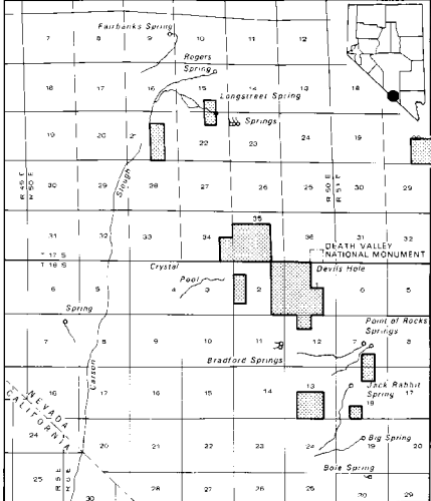 Fairbanks Spring
7 8 9 10 11 12
Rogers
Spring
18 17 16 15 18
Longstreet Spring
Springs
19 20 22 23 24 19
Slough
R 50 E
R 51 E
30 29 28 27 26 25 30 29
35
31 32 33 34 36 31 32
DEATH VALLEY
NATIONAL MONUMENT
T 17 S
T 18 S
Crystal
Pool
Devils Hole
6 5 4 3 2 6 5
Spring
Point of Rocks
Springs
7 8 9 10 11 12 7 8
Bradford Springs
Carson
NEVADA
CALIFORNIA
Jack Rabbit
Spring
16 17 16 15 14 13 18 17
24 19 20 21 22 23 24 19 20
Big Spring
Bole Spring
25 30 29 28 27 26 25